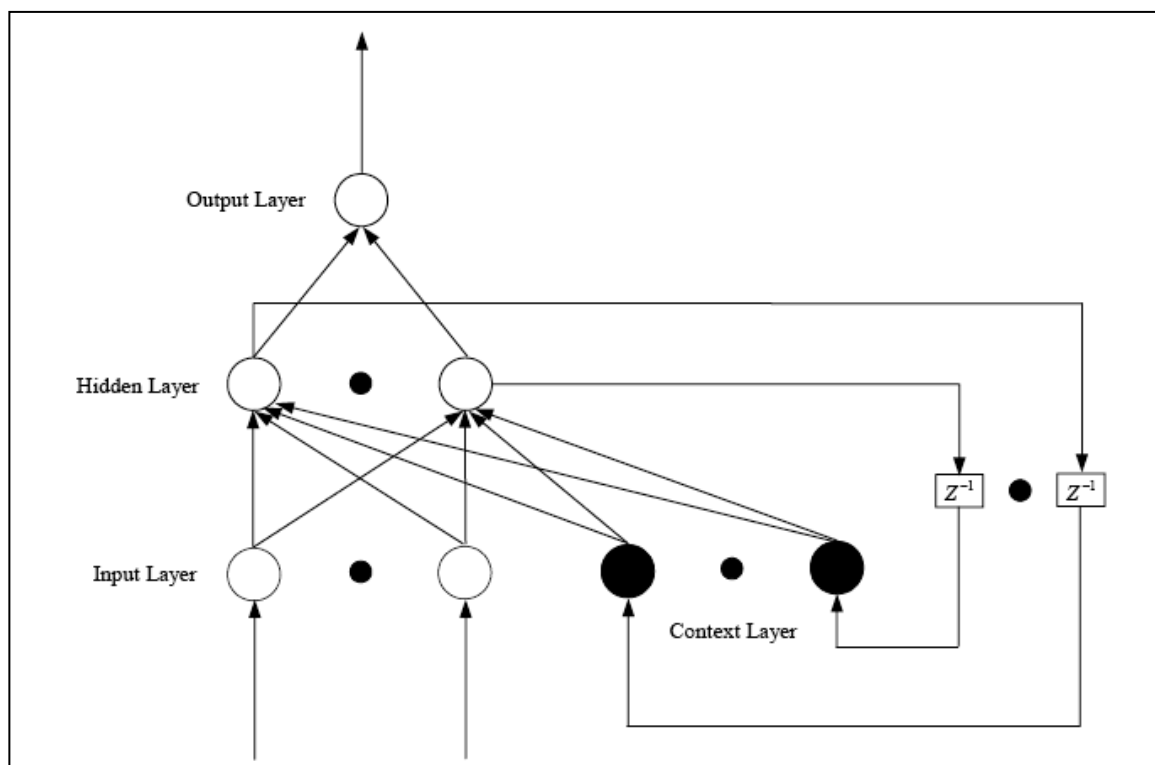 Output Layer
Hidden Layer
Z⁻¹
Z⁻¹
Input Layer
Context Layer